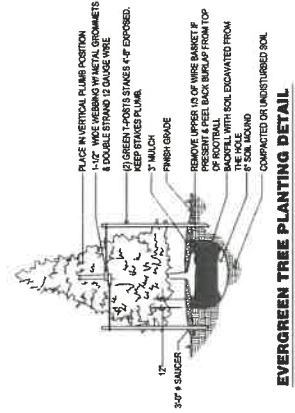 PLACE IN VERTICAL PLUMB POSITION
1-1/2" WIDE WEBBING W/ METAL GROMMETS
& DOUBLE STRAND 12 GAUGE WIRE
(2) GREEN T-POSTS STAKES 4'-8" EXPOSED.
KEEP STAKES PLUMB.
3" MULCH
FINISH GRADE
REMOVE UPPER 1/3 OF WIRE BASKET IF
PRESENT & PEEL BACK BURLAP FROM TOP
OF ROOTBALL
BACKFILL WITH SOIL EXCAVATED FROM
THE HOLE
6" SOIL MOUND
COMPACTED OR UNDISTURBED SOIL
12"
3'-0" ø SAUCER
EVERGREEN TREE PLANTING DETAIL